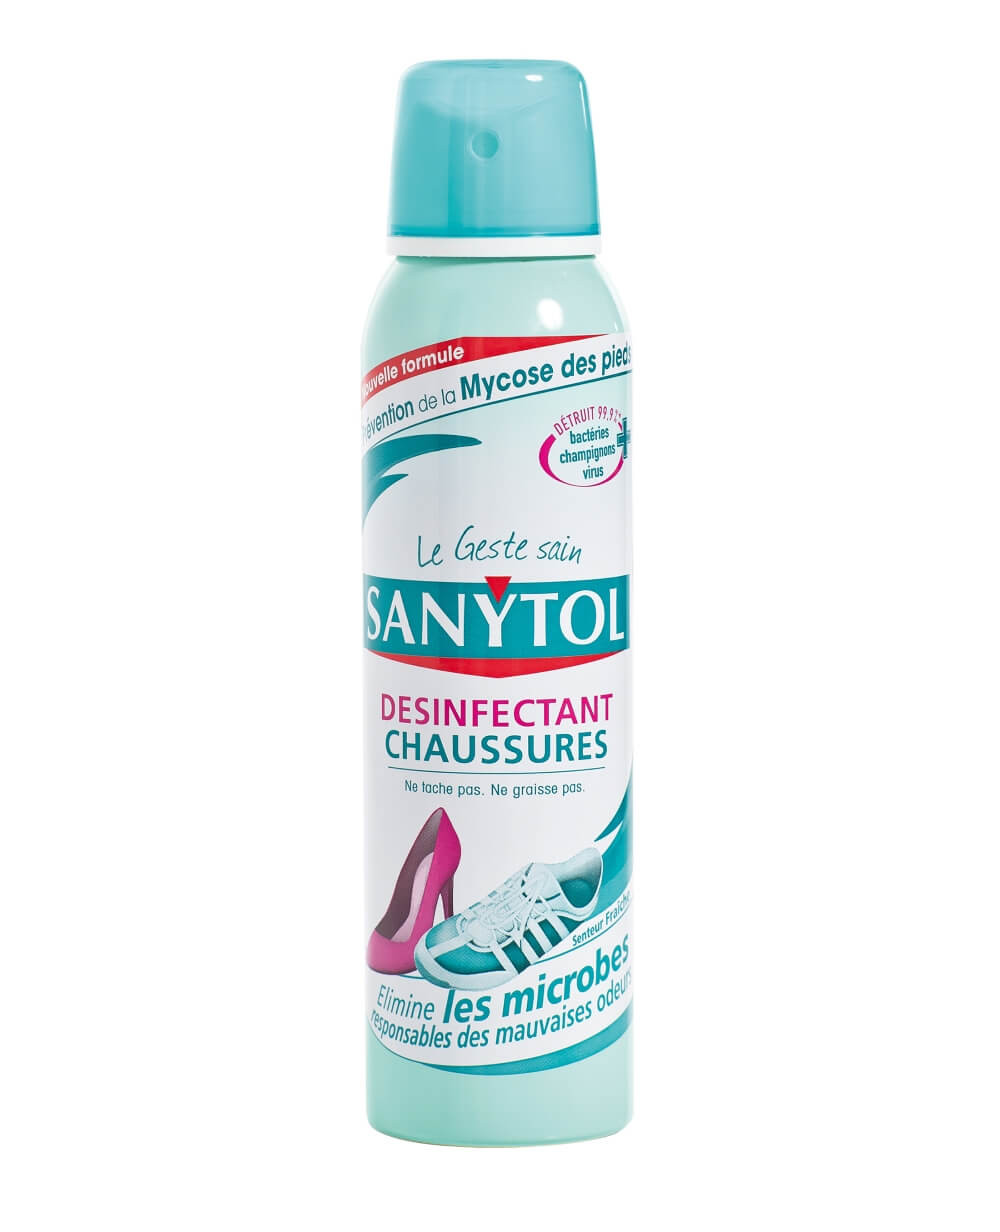 Nouvelle formule
Prévention de la Mycose des pieds
DÉTRUIT 99,9%
bactéries
champignons
virus
Le Geste sain
SANYTOL
DESINFECTANT
CHAUSSURES
Ne tache pas. Ne graisse pas.
Senteur Fraîcheur
Elimine les microbes
responsables des mauvaises odeurs